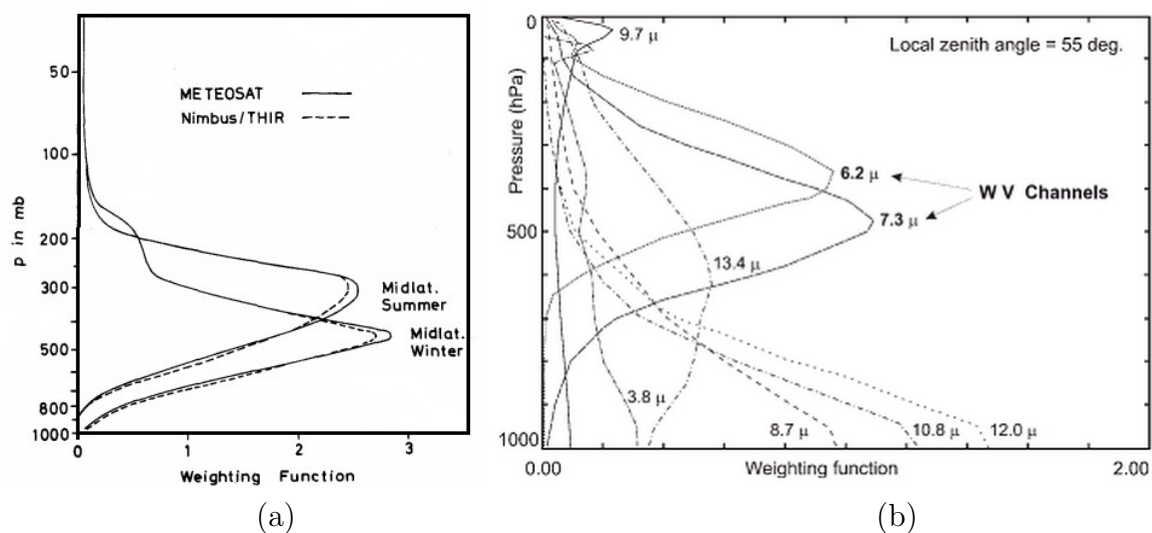 METEOSAT
Nimbus/THIR
Midlat.
Summer
Midlat.
Winter
p in mb
50
100
200
300
500
800
1000
0
1
2
3
Weighting Function
(a)
0
9.7 μ
Local zenith angle = 55 deg.
Pressure (hPa)
6.2 μ
W V Channels
7.3 μ
500
13.4 μ
3.8 μ
8.7 μ
10.8 μ
12.0 μ
1000
0.00
Weighting function
2.00
(b)